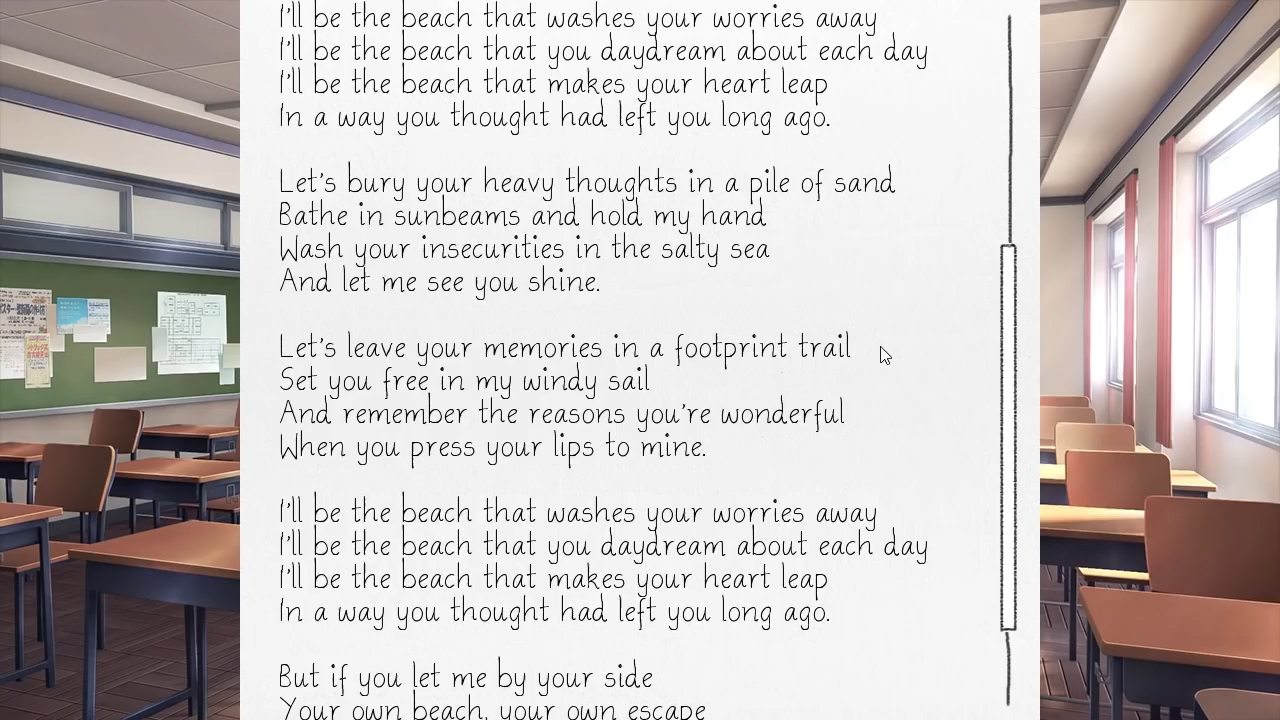 I'll be the beach that washes your worries away
I'll be the beach that you daydream about each day
I'll be the beach that makes your heart leap
In a way you thought had left you long ago.
Let's bury your heavy thoughts in a pile of sand
Bathe in sunbeams and hold my hand
Wash your insecurities in the salty sea
And let me see you shine.
Let's leave your memories in a footprint trail
Set you free in my windy sail
And remember the reasons you're wonderful
When you press your lips to mine.
I'll be the beach that washes your worries away
I'll be the beach that you daydream about each day
I'll be the beach that makes your heart leap
In a way you thought had left you long ago.
But if you let me by your side
Your own beach, your own escape